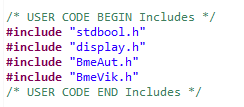 /* USER CODE BEGIN Includes */
#include "stdbool.h"
#include "display.h"
#include "BmeAut.h"
#include "BmeVik.h"
/* USER CODE END Includes */